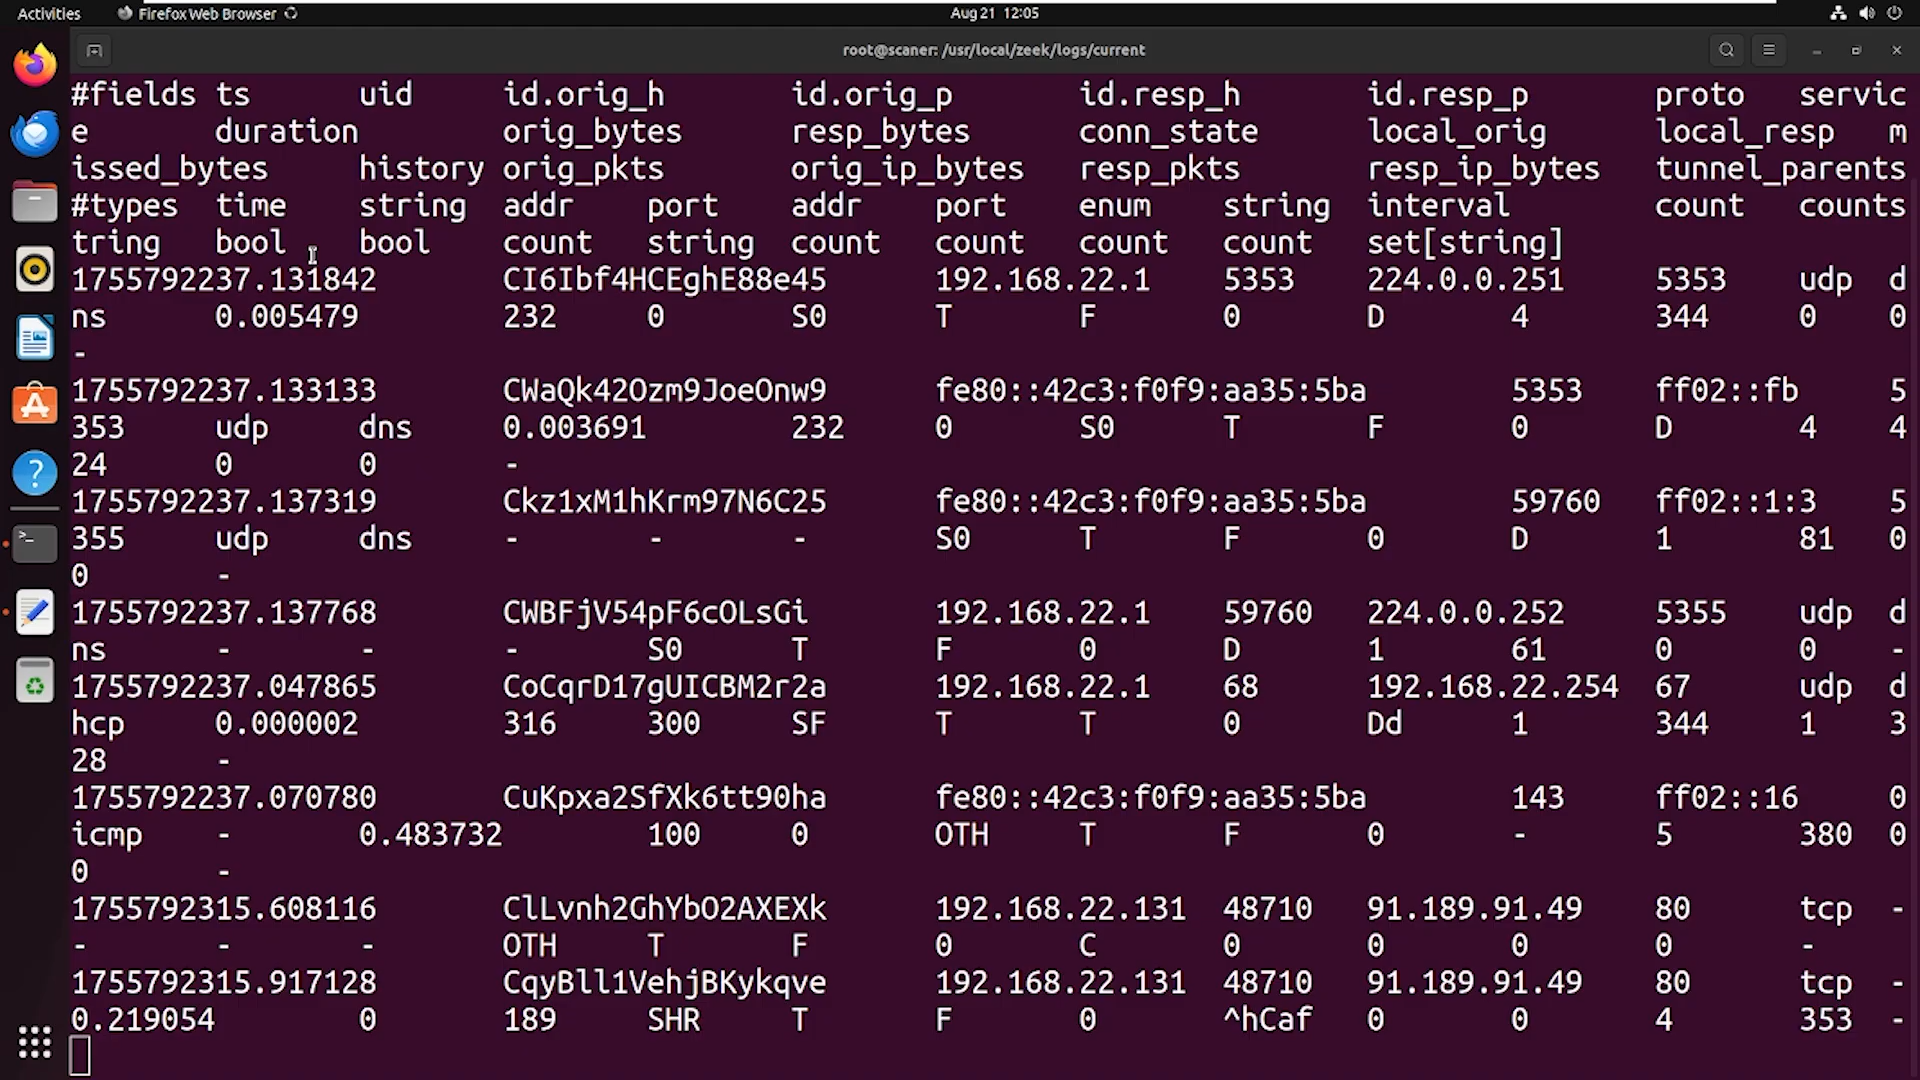 Activities Firefox Web Browser Aug 21 12:05
root@scaner: /usr/local/zeek/logs/current
#fields ts uid id.orig_h id.orig_p id.resp_h id.resp_p proto servic
e duration orig_bytes resp_bytes conn_state local_orig local_resp m
issed_bytes history orig_pkts orig_ip_bytes resp_pkts resp_ip_bytes tunnel_parents
#types time string addr port addr port enum string interval count counts
tring bool bool count string count count count count set[string]
1755792237.131842 CI6Ibf4HCEghE88e45 192.168.22.1 5353 224.0.0.251 5353 udp d
ns 0.005479 232 0 S0 T F 0 D 4 344 0 0
-
1755792237.133133 CWaQk42Ozm9JoeOnw9 fe80::42c3:f0f9:aa35:5ba 5353 ff02::fb 5
353 udp dns 0.003691 232 0 S0 T F 0 D 4 4
24 0 0 -
1755792237.137319 Ckz1xM1hKrm97N6C25 fe80::42c3:f0f9:aa35:5ba 59760 ff02::1:3 5
355 udp dns - - - S0 T F 0 D 1 81 0
0 -
1755792237.137768 CWBFjV54pF6cOLsGi 192.168.22.1 59760 224.0.0.252 5355 udp d
ns - - - S0 T F 0 D 1 61 0 0 -
1755792237.047865 CoCqrD17gUICBM2r2a 192.168.22.1 68 192.168.22.254 67 udp d
hcp 0.000002 316 300 SF T T 0 Dd 1 344 1 3
28 -
1755792237.070780 CuKpxa2SfXk6tt90ha fe80::42c3:f0f9:aa35:5ba 143 ff02::16 0
icmp - 0.483732 100 0 OTH T F 0 - 5 380 0
0 -
1755792315.608116 ClLvnh2GhYbO2AXEXk 192.168.22.131 48710 91.189.91.49 80 tcp -
- - - OTH T F 0 C 0 0 0 0 -
1755792315.917128 CqyBll1VehjBKykqve 192.168.22.131 48710 91.189.91.49 80 tcp -
0.219054 0 189 SHR T F 0 ^hCaf 0 0 4 353 -